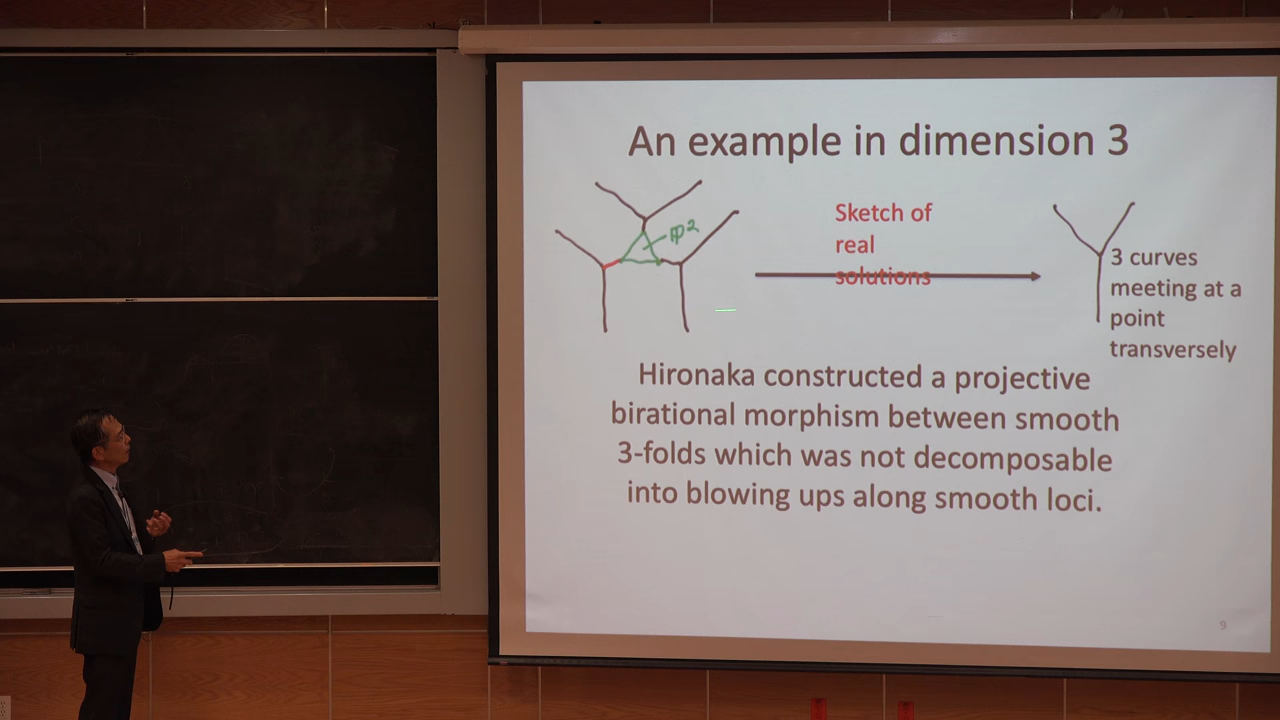 An example in dimension 3
ℙ²
Sketch of
real
solutions
3 curves
meeting at a
point
transversely
Hironaka constructed a projective
birational morphism between smooth
3-folds which was not decomposable
into blowing ups along smooth loci.
9